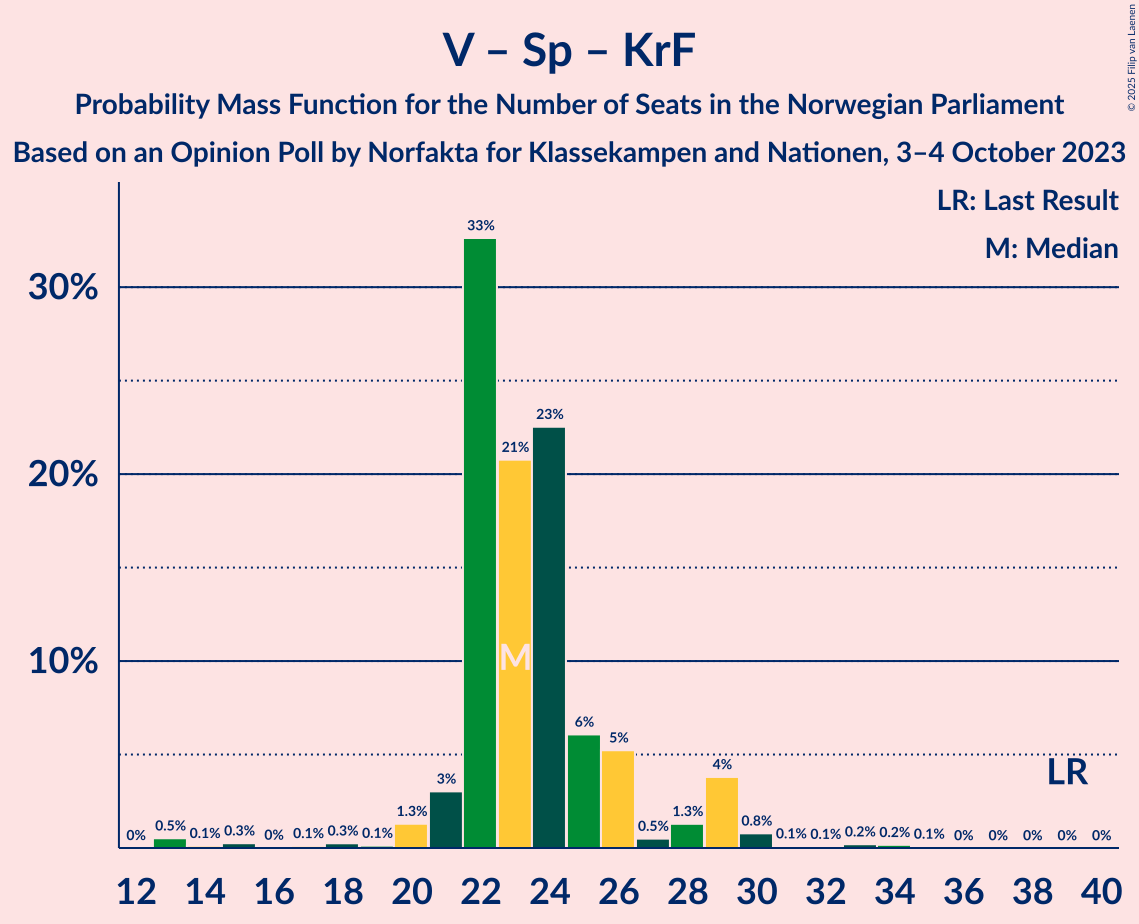 © 2025 Filip van Laenen
V – Sp – KrF
Probability Mass Function for the Number of Seats in the Norwegian Parliament
Based on an Opinion Poll by Norfakta for Klassekampen and Nationen, 3–4 October 2023
LR: Last Result
M: Median
30%
20%
10%
0% 0.5% 0.1% 0.3% 0% 0.1% 0.3% 0.1% 1.3% 3% 33% 21% 23% 6% 5% 0.5% 1.3% 4% 0.8% 0.1% 0.1% 0.2% 0.2% 0.1% 0% 0% 0% 0% 0%
M
LR
12 14 16 18 20 22 24 26 28 30 32 34 36 38 40